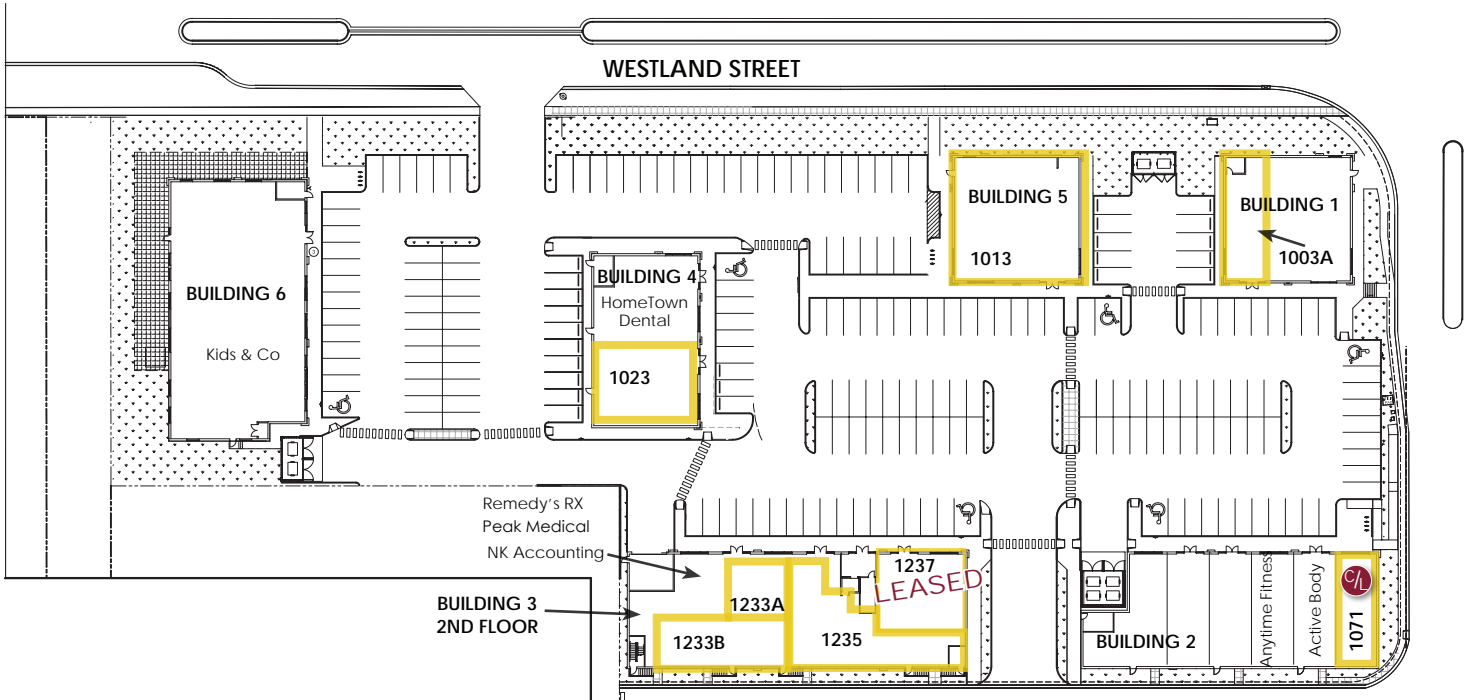 WESTLAND STREET
BUILDING 5
1013
BUILDING 1
1003A
BUILDING 6
Kids & Co
BUILDING 4
HomeTown
Dental
1023
Remedy's RX
Peak Medical
NK Accounting
BUILDING 3
2ND FLOOR
1233A
1233B
1235
1237
LEASED
BUILDING 2
Anytime Fitness
Active Body
C/L
1071